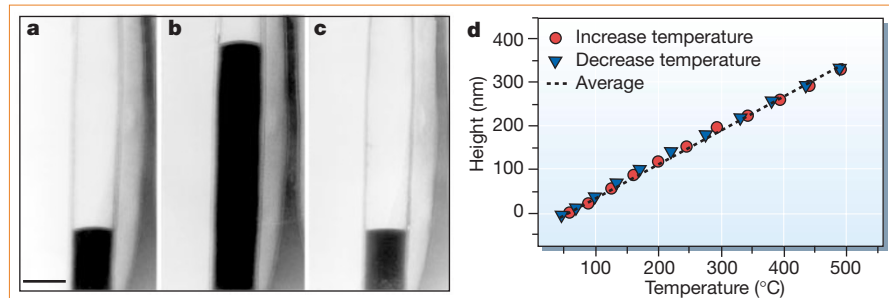 a
b
c
d
Increase temperature
Decrease temperature
Average
Height (nm)
400
300
200
100
0
100
200
300
400
500
Temperature (°C)